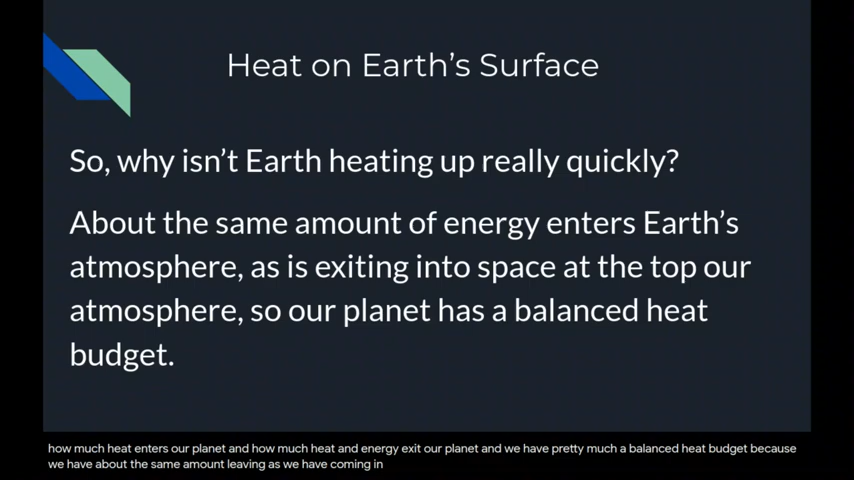 Heat on Earth's Surface
So, why isn't Earth heating up really quickly?
About the same amount of energy enters Earth's
atmosphere, as is exiting into space at the top our
atmosphere, so our planet has a balanced heat
budget.
how much heat enters our planet and how much heat and energy exit our planet and we have pretty much a balanced heat budget because
we have about the same amount leaving as we have coming in